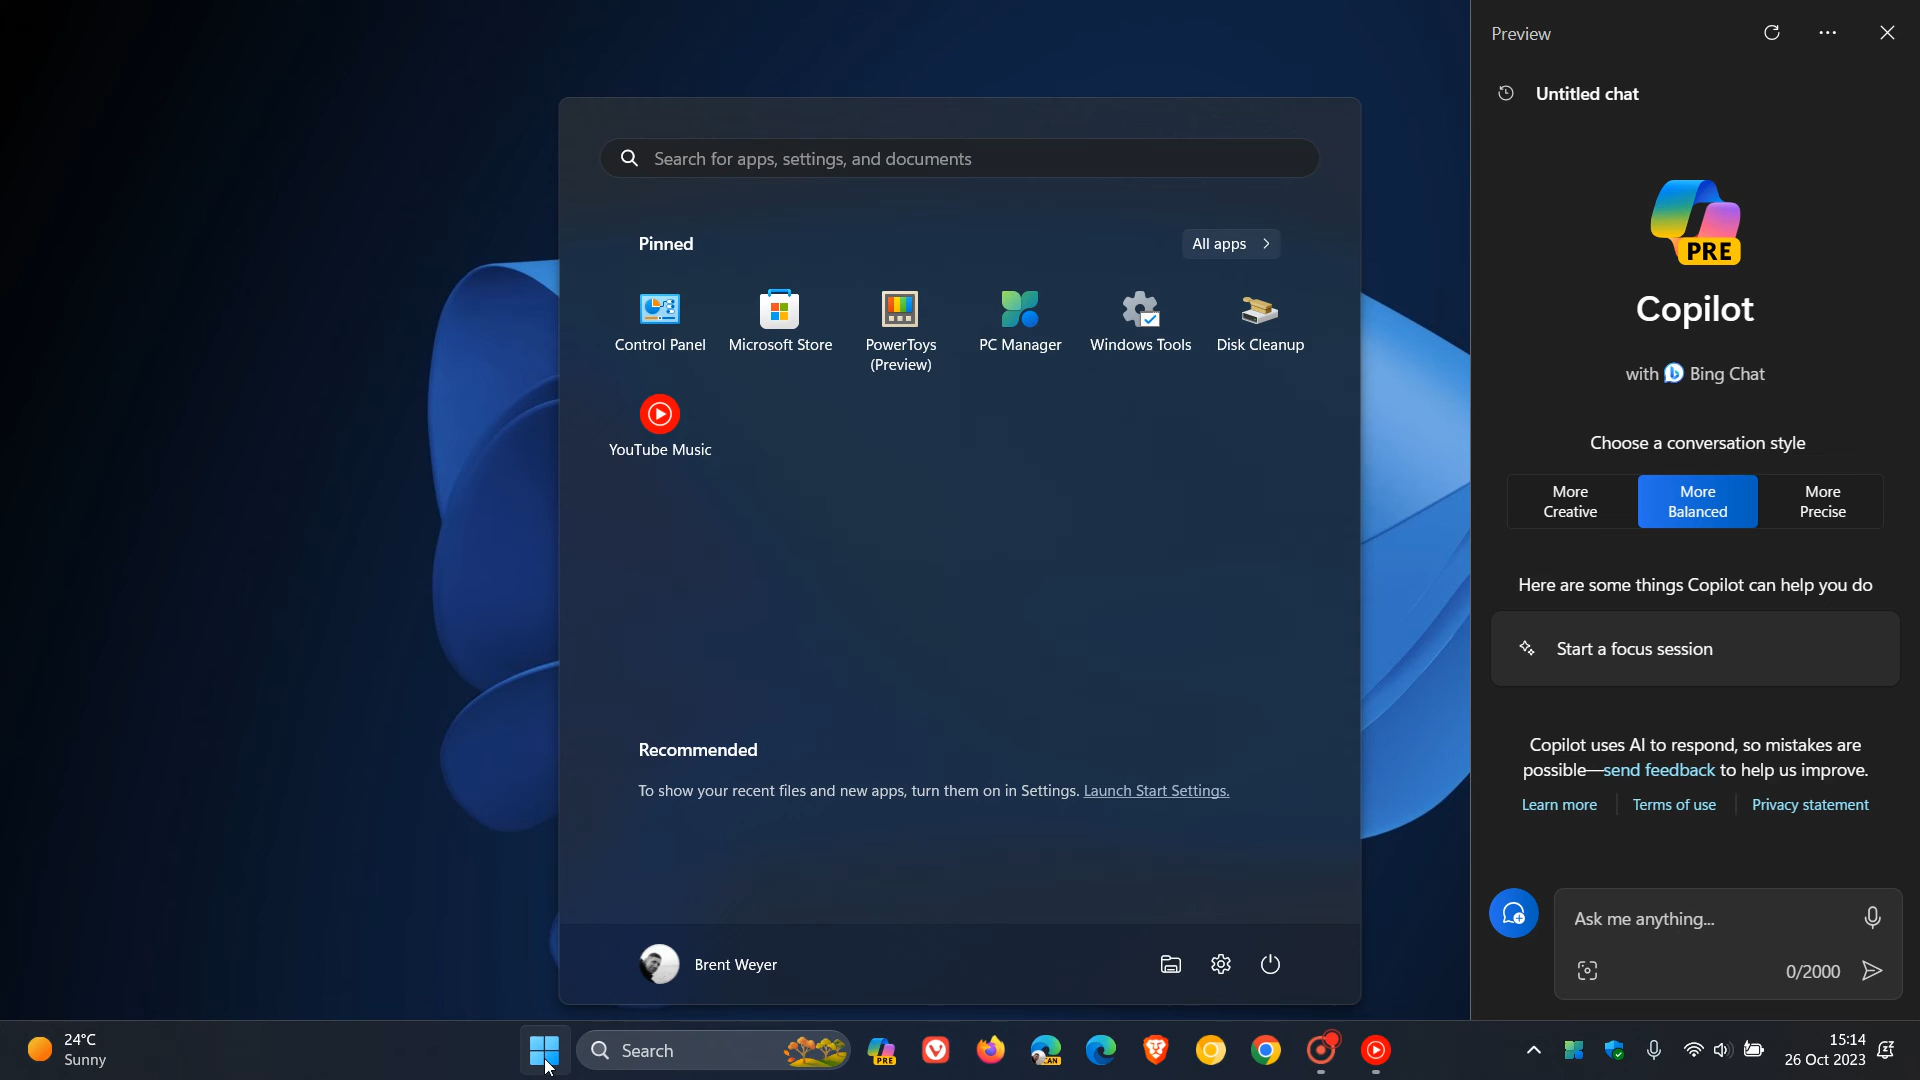 Search for apps, settings, and documents
Pinned
All apps
Control Panel
Microsoft Store
PowerToys
(Preview)
PC Manager
Windows Tools
Disk Cleanup
YouTube Music
Recommended
To show your recent files and new apps, turn them on in Settings. Launch Start Settings.
Brent Weyer
Preview
Untitled chat
PRE
Copilot
with Bing Chat
Choose a conversation style
More
Creative
More
Balanced
More
Precise
Here are some things Copilot can help you do
Start a focus session
Copilot uses AI to respond, so mistakes are
possible—send feedback to help us improve.
Learn more
Terms of use
Privacy statement
Ask me anything...
0/2000
24°C
Sunny
Search
PRE
CAN
15:14
26 Oct 2023